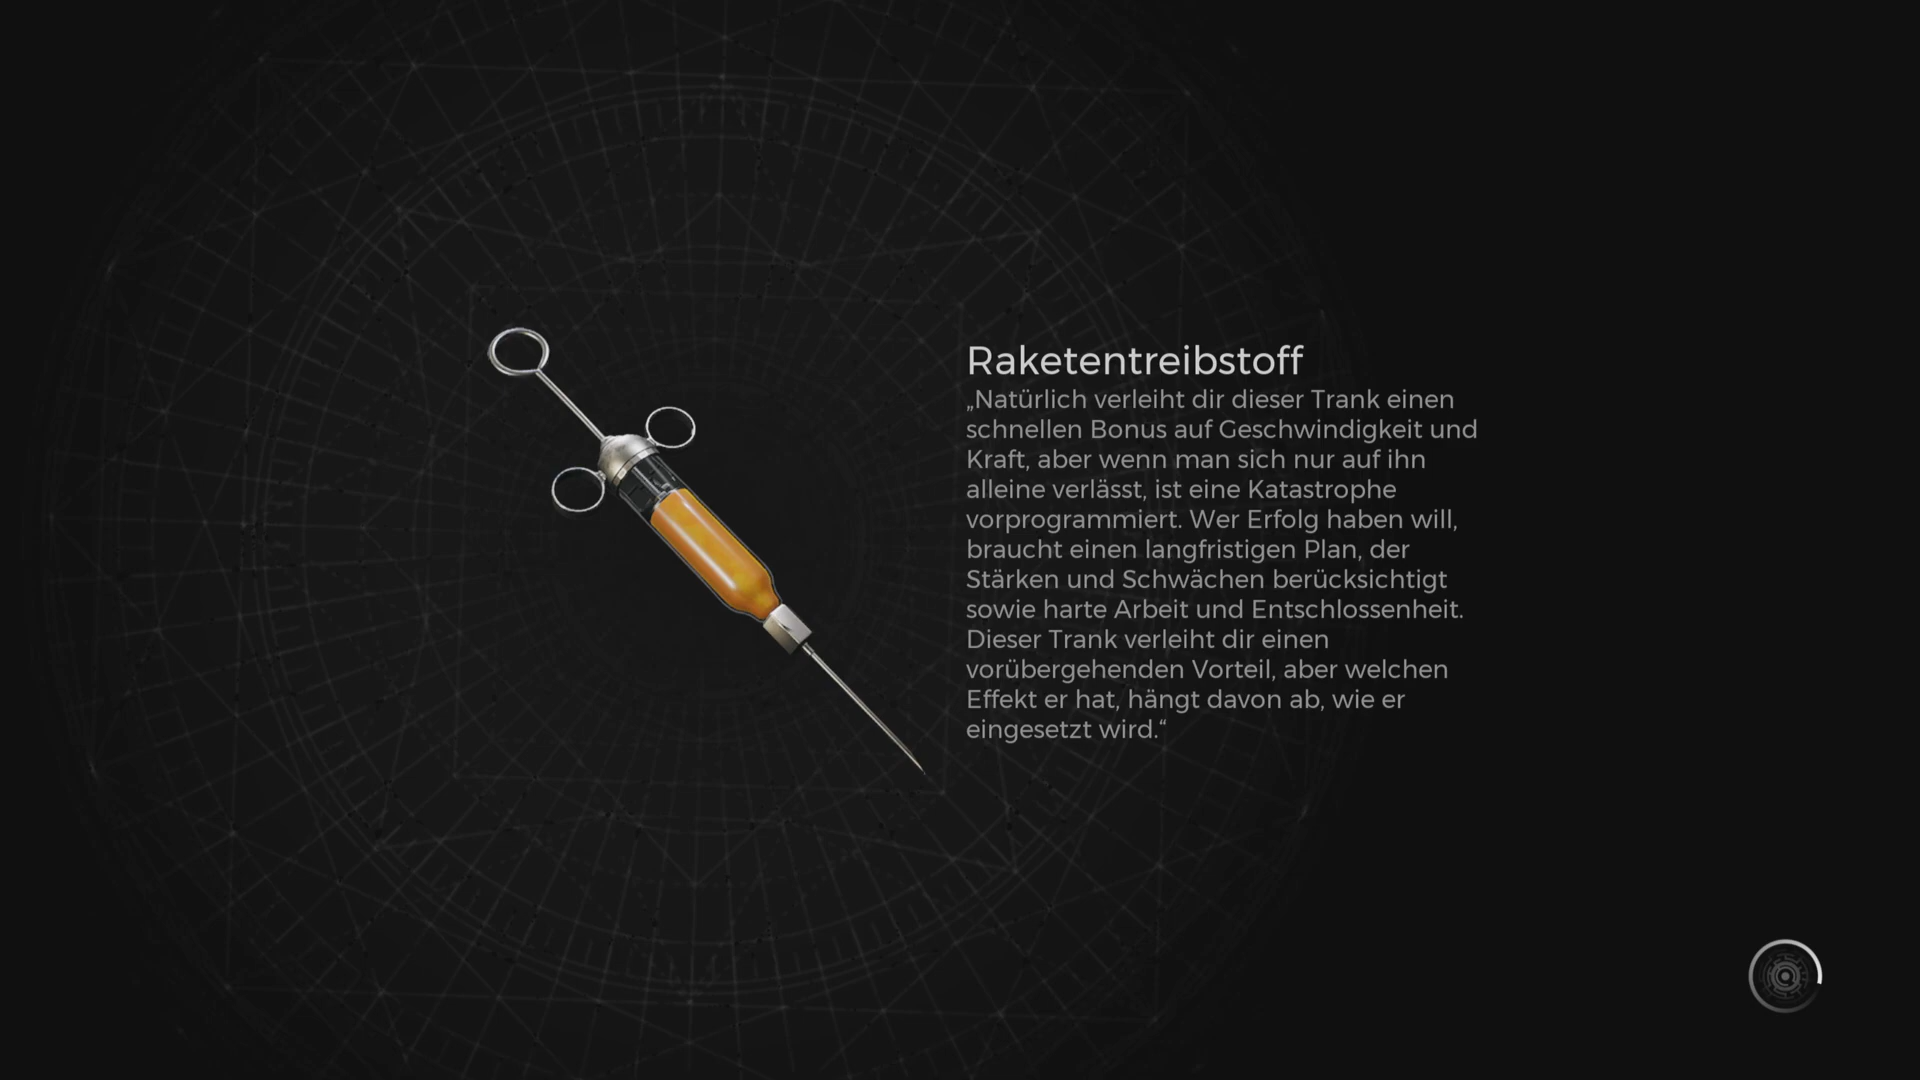 Raketentreibstoff
„Natürlich verleiht dir dieser Trank einen
schnellen Bonus auf Geschwindigkeit und
Kraft, aber wenn man sich nur auf ihn
alleine verlässt, ist eine Katastrophe
vorprogrammiert. Wer Erfolg haben will,
braucht einen langfristigen Plan, der
Stärken und Schwächen berücksichtigt
sowie harte Arbeit und Entschlossenheit.
Dieser Trank verleiht dir einen
vorübergehenden Vorteil, aber welchen
Effekt er hat, hängt davon ab, wie er
eingesetzt wird.“